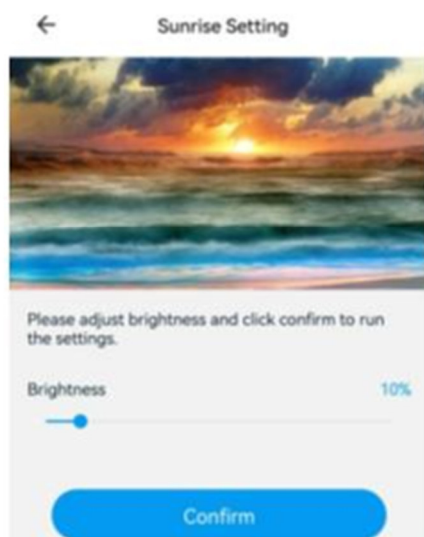 Sunrise Setting
Please adjust brightness and click confirm to run
the settings.
Brightness 10%
Confirm